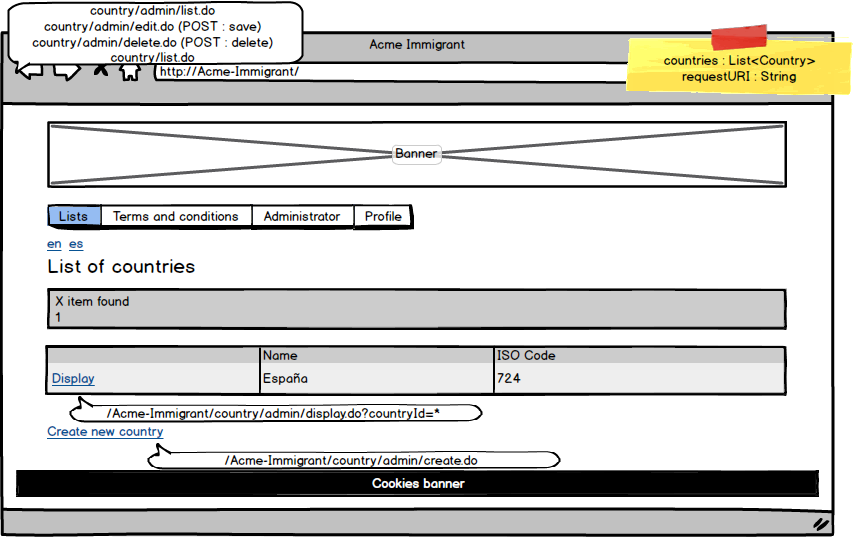 country/admin/list.do
country/admin/edit.do (POST : save)
country/admin/delete.do (POST : delete)
country/list.do
Acme Immigrant
countries : List<Country>
requestURI : String
http://Acme-Immigrant/
Banner
Lists Terms and conditions Administrator Profile
en es
List of countries
X item found
1
Name ISO Code
Display España 724
/Acme-Immigrant/country/admin/display.do?countryId=*
Create new country
/Acme-Immigrant/country/admin/create.do
Cookies banner